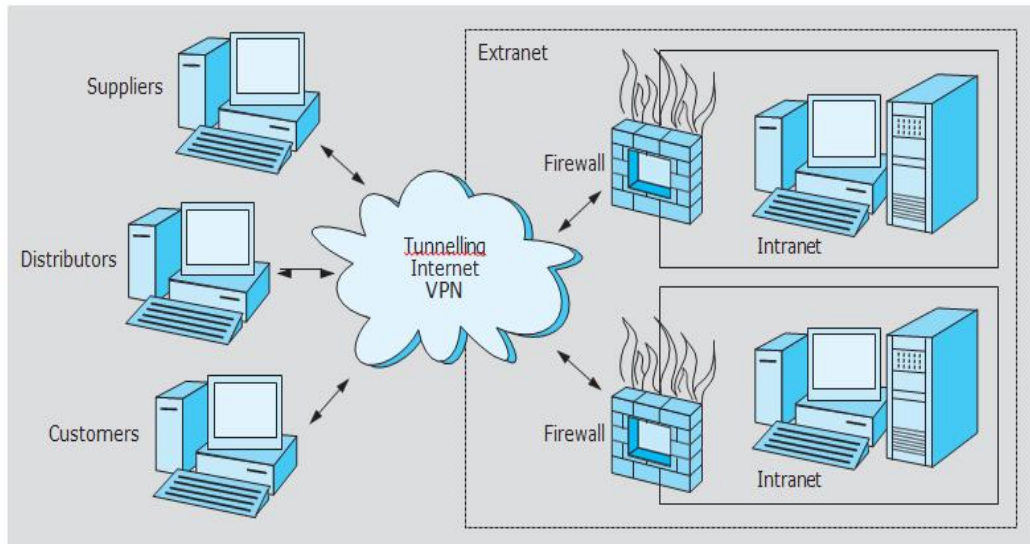 Suppliers
Distributors
Customers
Tunnelling
Internet
VPN
Extranet
Firewall
Intranet
Firewall
Intranet